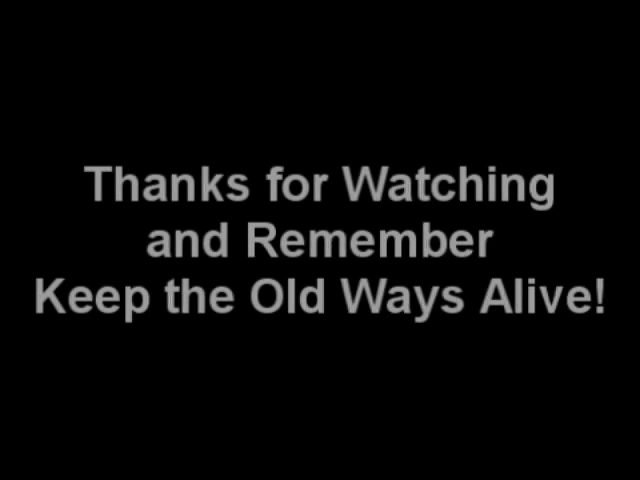 Thanks for Watching
and Remember
Keep the Old Ways Alive!